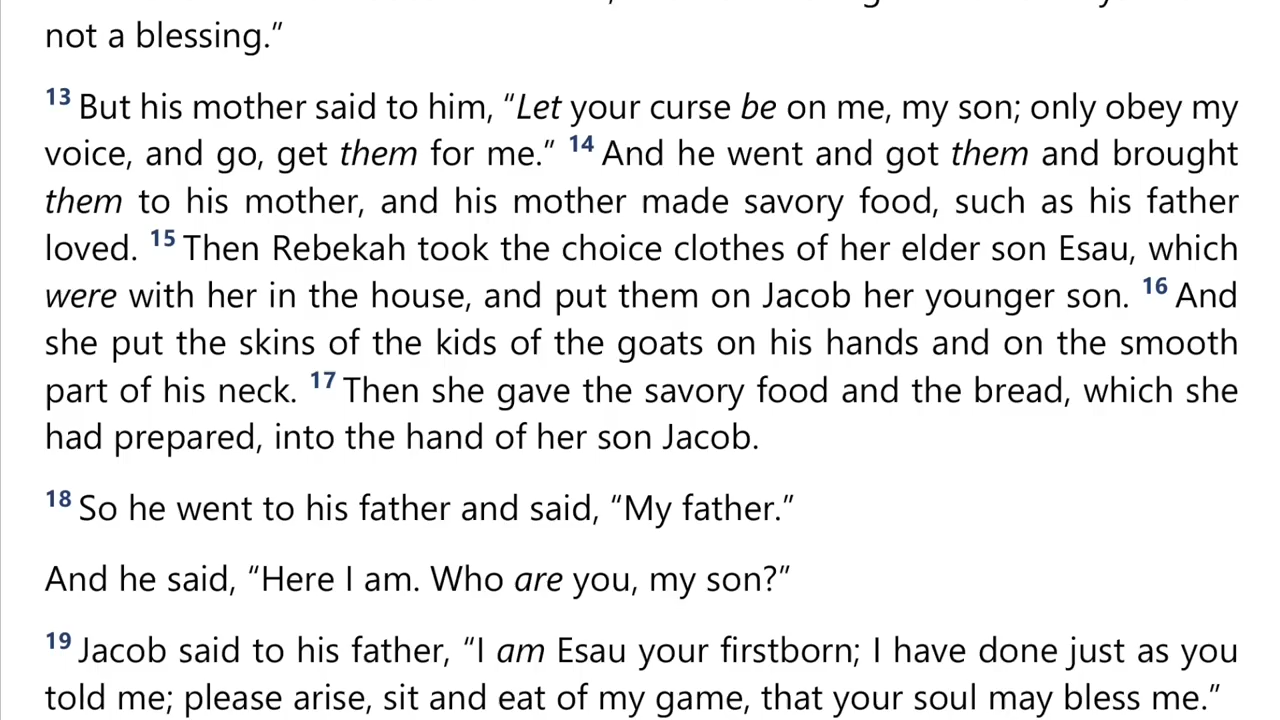 not a blessing.”
13 But his mother said to him, “Let your curse be on me, my son; only obey my
voice, and go, get them for me.” 14 And he went and got them and brought
them to his mother, and his mother made savory food, such as his father
loved. 15 Then Rebekah took the choice clothes of her elder son Esau, which
were with her in the house, and put them on Jacob her younger son. 16 And
she put the skins of the kids of the goats on his hands and on the smooth
part of his neck. 17 Then she gave the savory food and the bread, which she
had prepared, into the hand of her son Jacob.
18 So he went to his father and said, “My father.”
And he said, “Here I am. Who are you, my son?”
19 Jacob said to his father, “I am Esau your firstborn; I have done just as you
told me; please arise, sit and eat of my game, that your soul may bless me.”